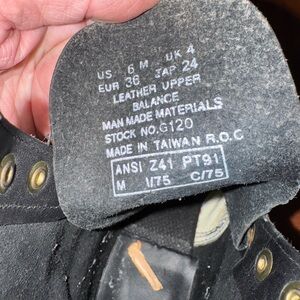 US 6 M UK 4
EUR 36 JAP 24
LEATHER UPPER
BALANCE
MAN MADE MATERIALS
STOCK NO.G120
MADE IN TAIWAN R.O.C
ANSI Z41 PT91
M I/75 C/75